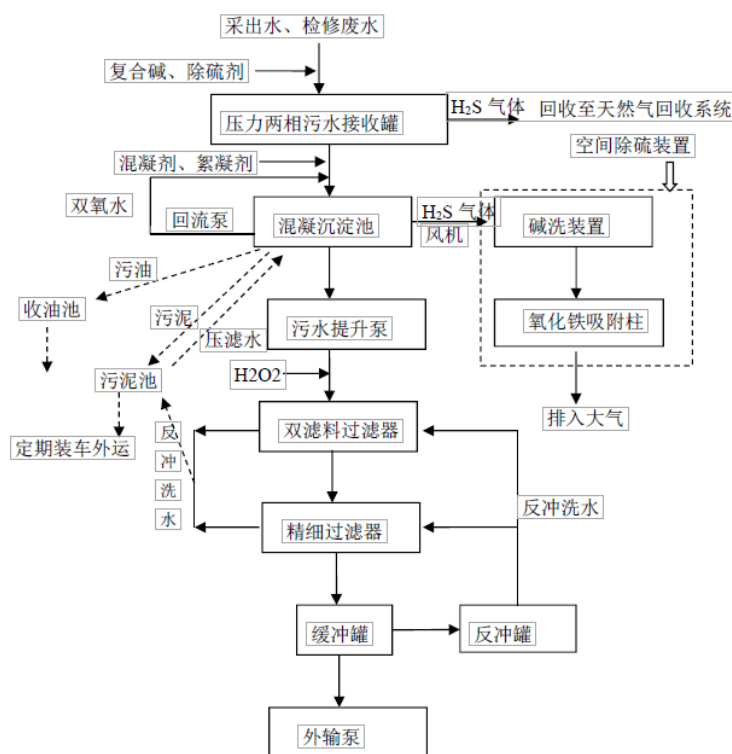 采出水、检修废水
复合碱、除硫剂
压力两相污水接收罐
H₂S 气体
回收至天然气回收系统
混凝剂、絮凝剂
空间除硫装置
双氧水
回流泵
混凝沉淀池
H₂S 气体
风机
碱洗装置
污油
收油池
污泥
压滤水
污水提升泵
氧化铁吸附柱
污泥池
H2O2
排入大气
定期装车外运
反
冲
洗
水
双滤料过滤器
反冲洗水
精细过滤器
缓冲罐
反冲罐
外输泵